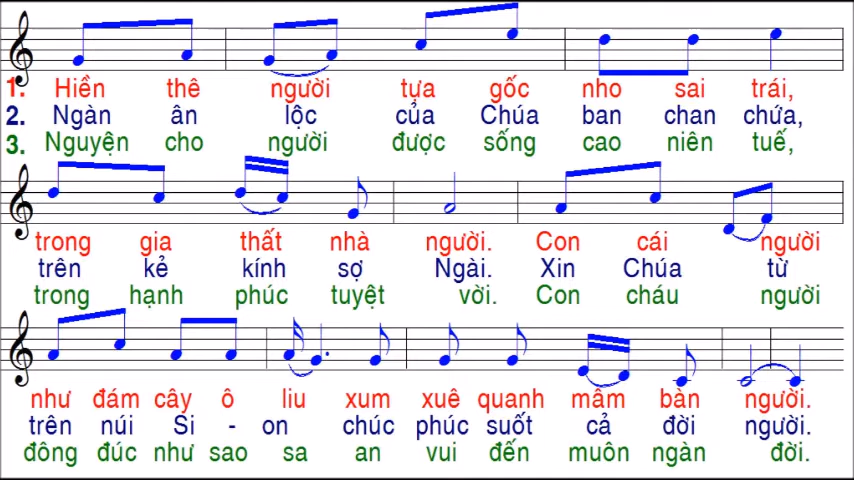 1. Hiền thê người tựa gốc nho sai trái,
2. Ngàn ân lộc của Chúa ban chan chứa,
3. Nguyện cho người được sống cao niên tuế,
trong gia thất nhà người. Con cái người
trên kẻ kính sợ Ngài. Xin Chúa từ
trong hạnh phúc tuyệt vời. Con cháu người
như đám cây ô liu xum xuê quanh mâm bàn người.
trên núi Si - on chúc phúc suốt cả đời người.
đông đúc như sao sa an vui đến muôn ngàn đời.